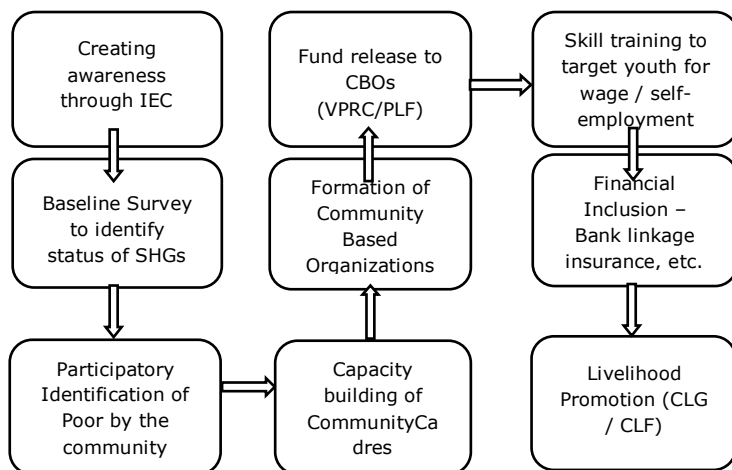 Creating
awareness
through IEC
Baseline Survey
to identify
status of SHGs
Participatory
Identification of
Poor by the
community
Capacity
building of
CommunityCa
dres
Formation of
Community
Based
Organizations
Fund release to
CBOs
(VPRC/PLF)
Skill training to
target youth for
wage / self-
employment
Financial
Inclusion –
Bank linkage
insurance, etc.
Livelihood
Promotion (CLG
/ CLF)